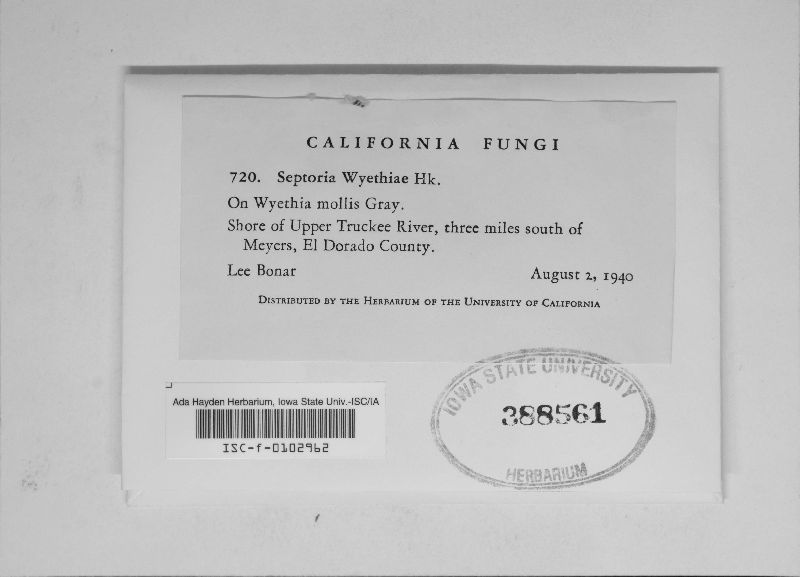 CALIFORNIA FUNGI
720. Septoria Wyethiae Hk.
On Wyethia mollis Gray.
Shore of Upper Truckee River, three miles south of
Meyers, El Dorado County.
Lee Bonar August 2, 1940
Distributed by the Herbarium of the University of California
Ada Hayden Herbarium, Iowa State Univ.-ISC/IA
ISC-f-0102962
IOWA STATE UNIVERSITY
388561
HERBARIUM